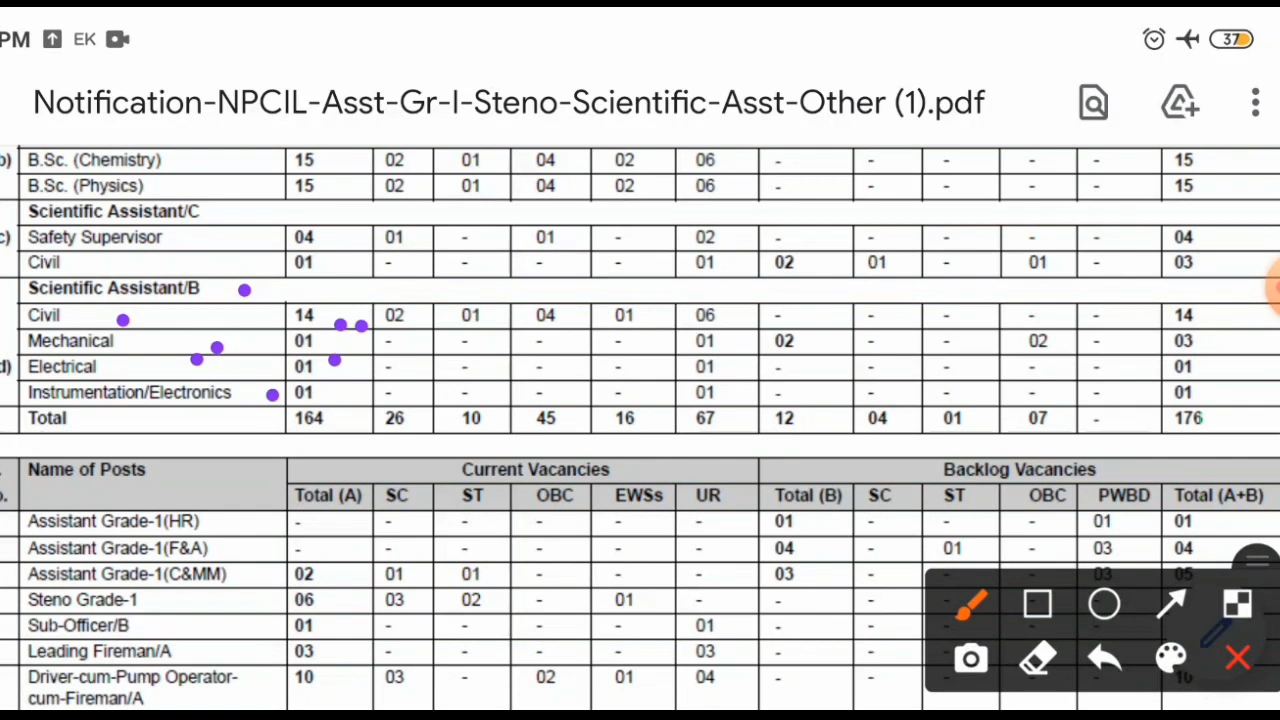 PM EK 37
Notification-NPCIL-Asst-Gr-I-Steno-Scientific-Asst-Other (1).pdf
b) B.Sc. (Chemistry) 15 02 01 04 02 06 - - - - - 15
B.Sc. (Physics) 15 02 01 04 02 06 - - - - - 15
Scientific Assistant/C
c) Safety Supervisor 04 01 - 01 - 02 - - - - - 04
Civil 01 - - - - 01 02 01 - 01 - 03
Scientific Assistant/B
Civil 14 02 01 04 01 06 - - - - - 14
Mechanical 01 - - - - 01 02 - - 02 - 03
d) Electrical 01 - - - - 01 - - - - - 01
Instrumentation/Electronics 01 - - - - 01 - - - - - 01
Total 164 26 10 45 16 67 12 04 01 07 - 176
Name of Posts Current Vacancies Backlog Vacancies
Total (A) SC ST OBC EWSs UR Total (B) SC ST OBC PWBD Total (A+B)
Assistant Grade-1(HR) - - - - - - 01 - - - 01 01
Assistant Grade-1(F&A) - - - - - - 04 - 01 - 03 04
Assistant Grade-1(C&MM) 02 01 01 - - - 03 - - - 03 05
Steno Grade-1 06 03 02 - 01 - - -
Sub-Officer/B 01 - - - - 01 - -
Leading Fireman/A 03 - - - - 03 - -
Driver-cum-Pump Operator- 10 03 - 02 01 04 - - 10
cum-Fireman/A